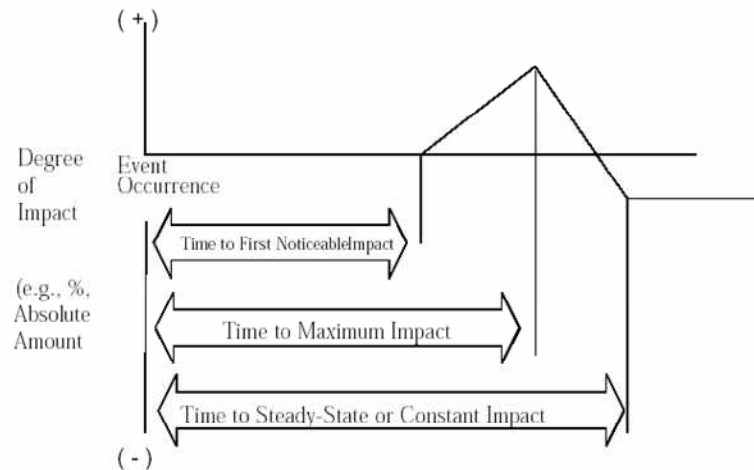 ( + )
Degree
of
Impact
Event
Occurrence
Time to First NoticeableImpact
(e.g., %,
Absolute
Amount
Time to Maximum Impact
Time to Steady-State or Constant Impact
( - )